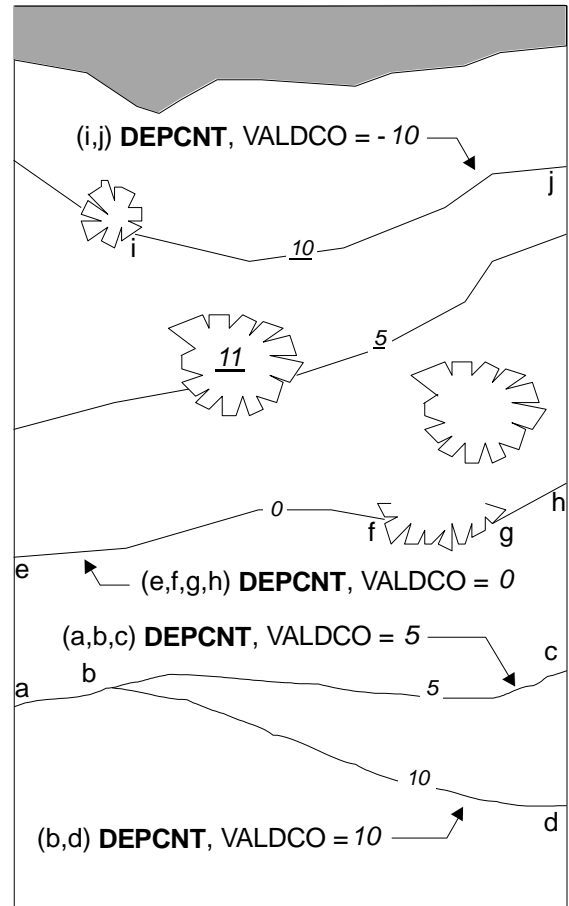 (i,j) DEPCNT, VALDCO = - 10
j
i
10
5
11
h
0
f
g
e
(e,f,g,h) DEPCNT, VALDCO = 0
(a,b,c) DEPCNT, VALDCO = 5
c
b
a
5
10
d
(b,d) DEPCNT, VALDCO = 10